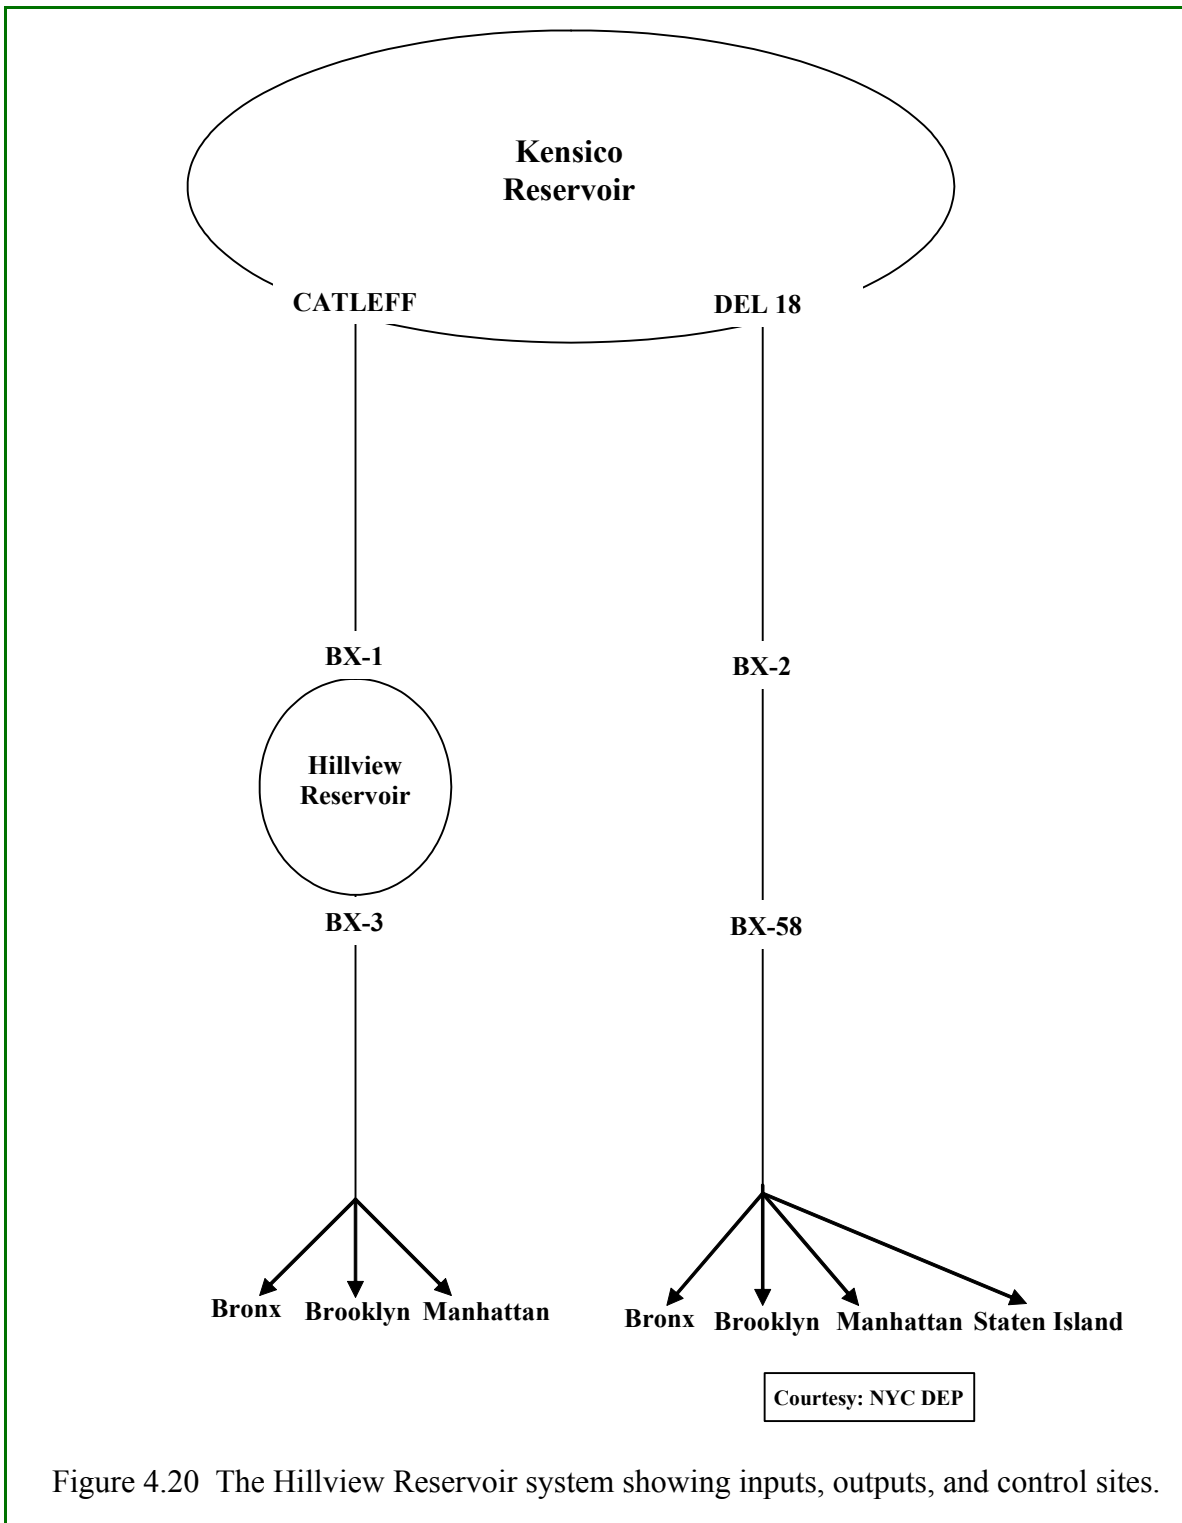 Kensico
Reservoir
CATLEFF
DEL 18
BX-1
BX-2
Hillview
Reservoir
BX-3
BX-58
Bronx Brooklyn Manhattan
Bronx Brooklyn Manhattan Staten Island
Courtesy: NYC DEP
Figure 4.20 The Hillview Reservoir system showing inputs, outputs, and control sites.